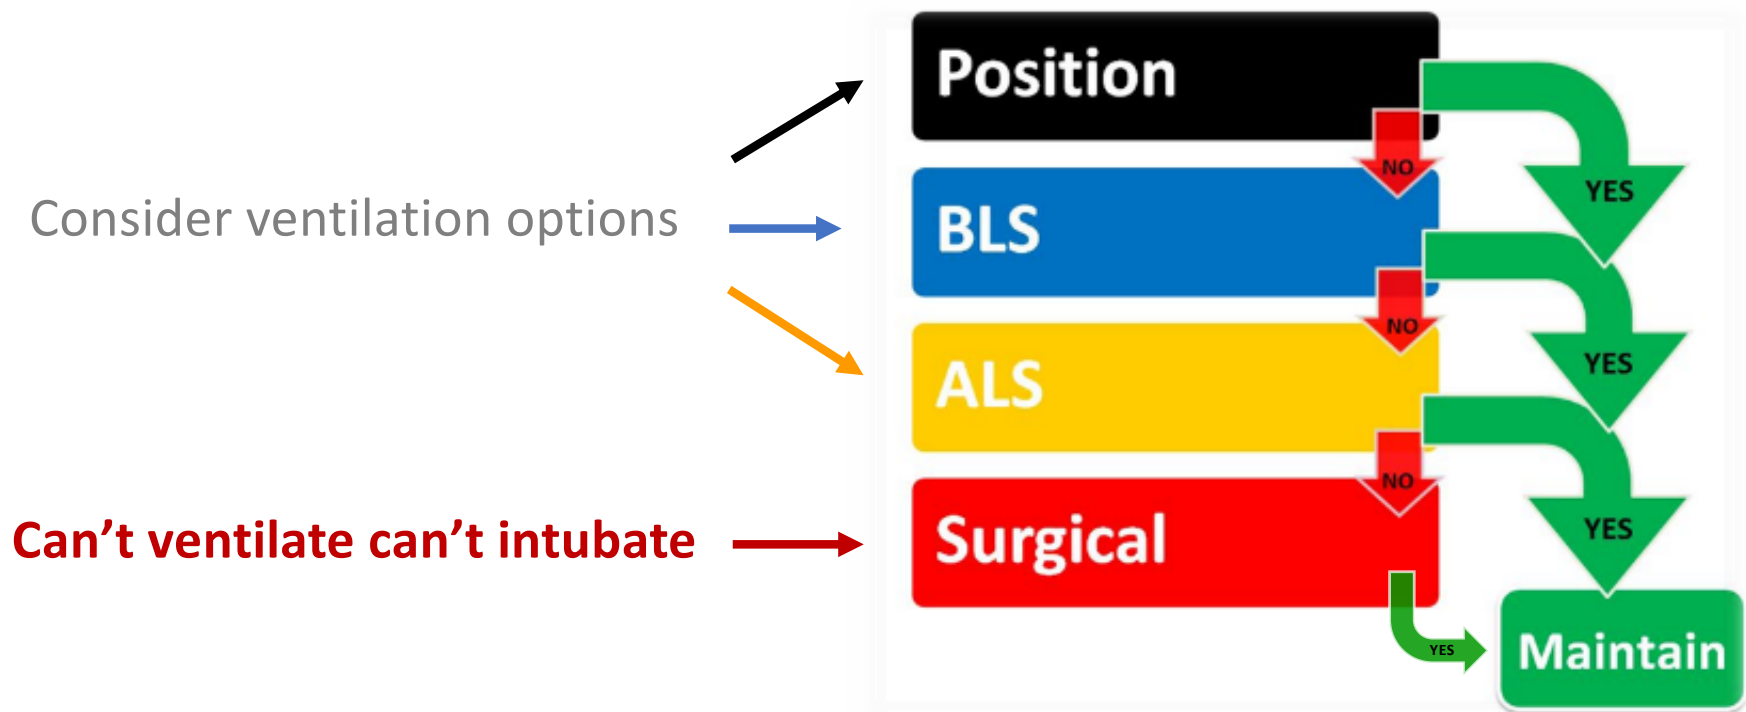 Position
NO
YES
Consider ventilation options
BLS
NO
YES
ALS
NO
YES
Can’t ventilate can’t intubate
Surgical
YES
Maintain